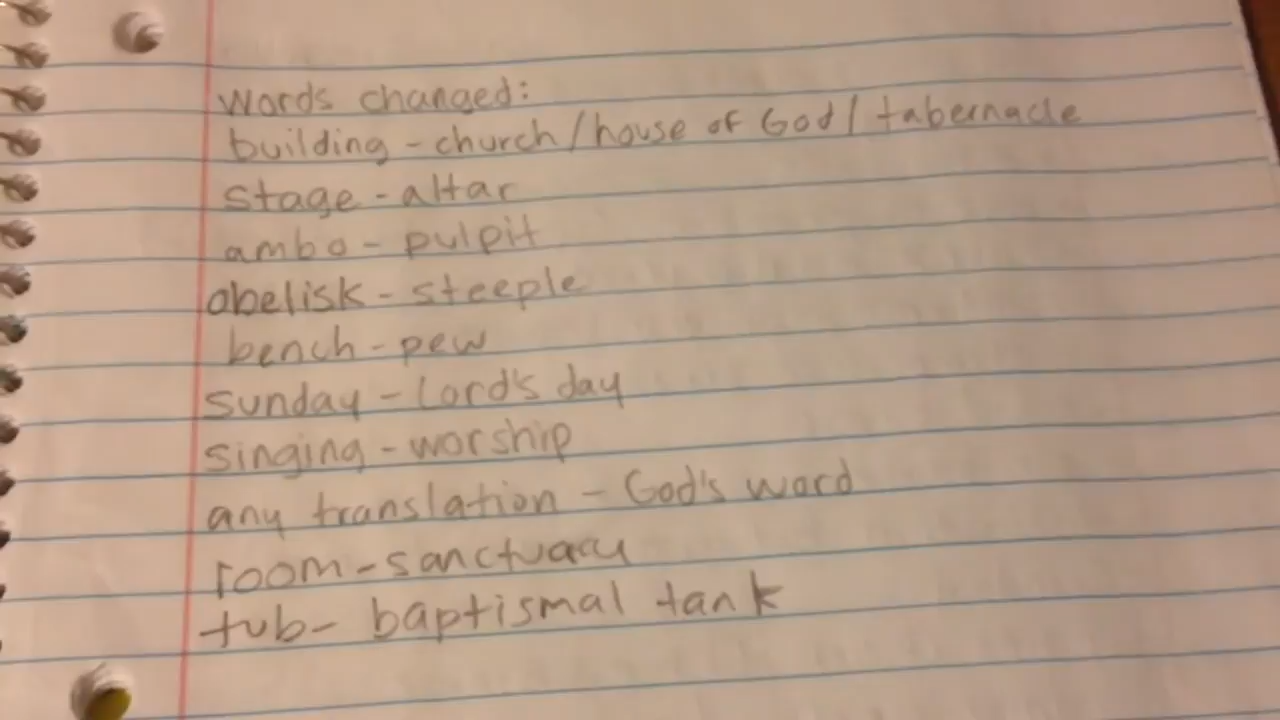 words changed:
building - church / house of God / tabernacle
stage - altar
ambo - pulpit
obelisk - steeple
bench - pew
sunday - Lord's day
singing - worship
any translation - God's word
room - sanctuary
tub - baptismal tank